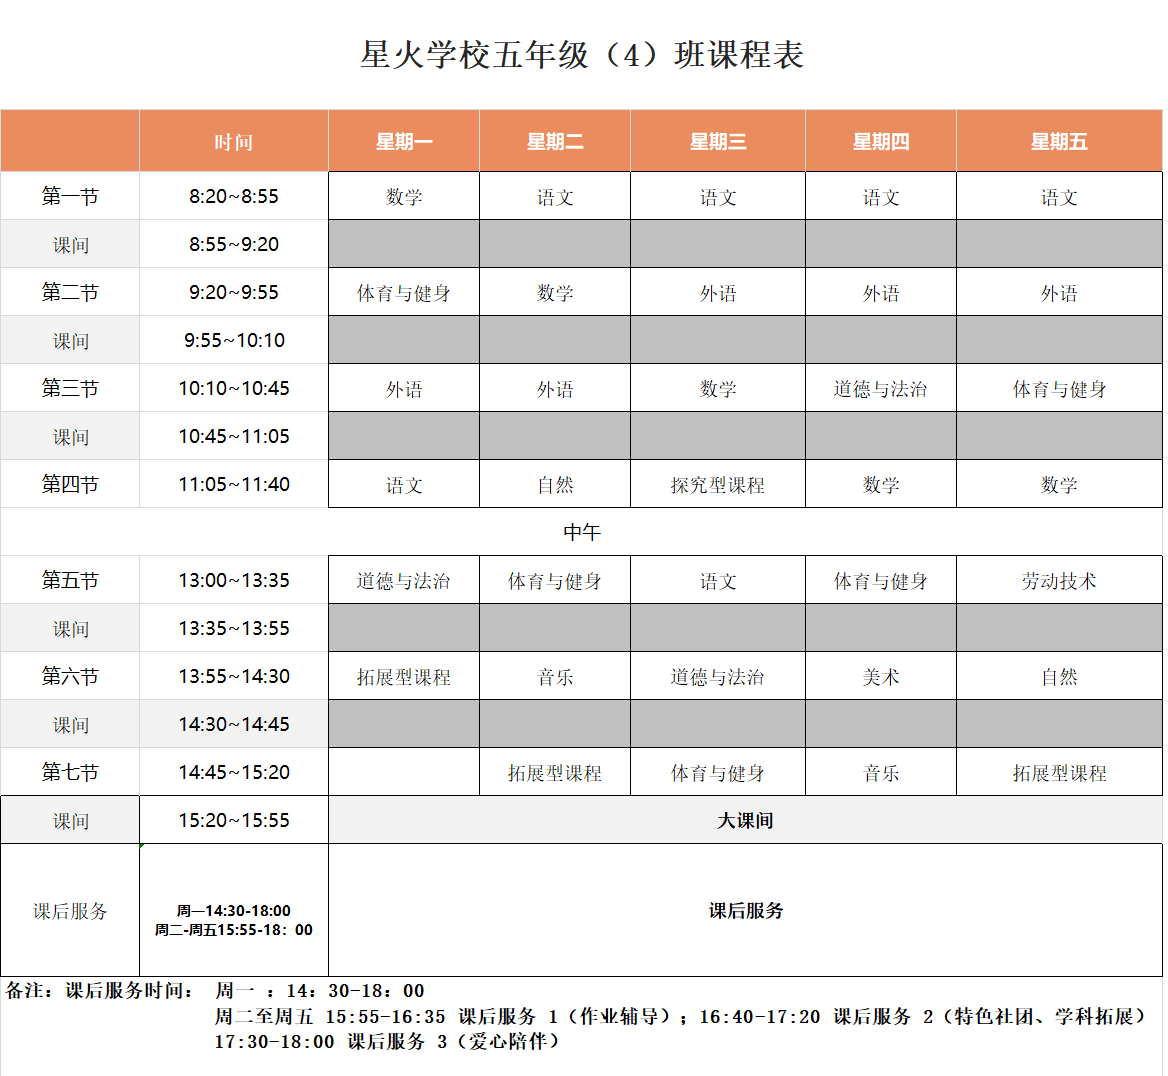 星火学校五年级（4）班课程表
时间 星期一 星期二 星期三 星期四 星期五
第一节 8:20~8:55 数学 语文 语文 语文 语文
课间 8:55~9:20
第二节 9:20~9:55 体育与健身 数学 外语 外语 外语
课间 9:55~10:10
第三节 10:10~10:45 外语 外语 数学 道德与法治 体育与健身
课间 10:45~11:05
第四节 11:05~11:40 语文 自然 探究型课程 数学 数学
中午
第五节 13:00~13:35 道德与法治 体育与健身 语文 体育与健身 劳动技术
课间 13:35~13:55
第六节 13:55~14:30 拓展型课程 音乐 道德与法治 美术 自然
课间 14:30~14:45
第七节 14:45~15:20 拓展型课程 体育与健身 音乐 拓展型课程
课间 15:20~15:55 大课间
课后服务 周一14:30-18:00 课后服务
周二-周五15:55-18：00
备注：课后服务时间： 周一 ：14：30-18：00
周二至周五 15:55-16:35 课后服务 1（作业辅导）；16:40-17:20 课后服务 2（特色社团、学科拓展）
17:30-18:00 课后服务 3（爱心陪伴）